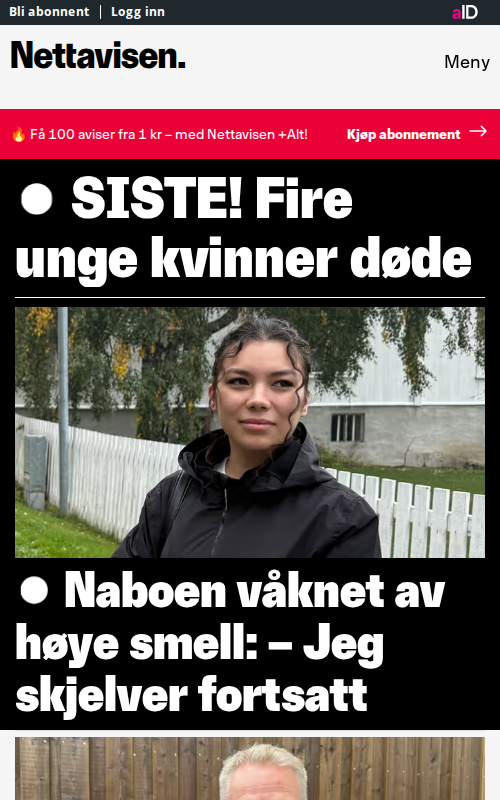 Bli abonnent | Logg inn
aID
Nettavisen.
Meny
🔥 Få 100 aviser fra 1 kr – med Nettavisen +Alt!
Kjøp abonnement →
● SISTE! Fire
unge kvinner døde
● Naboen våknet av
høye smell: – Jeg
skjelver fortsatt